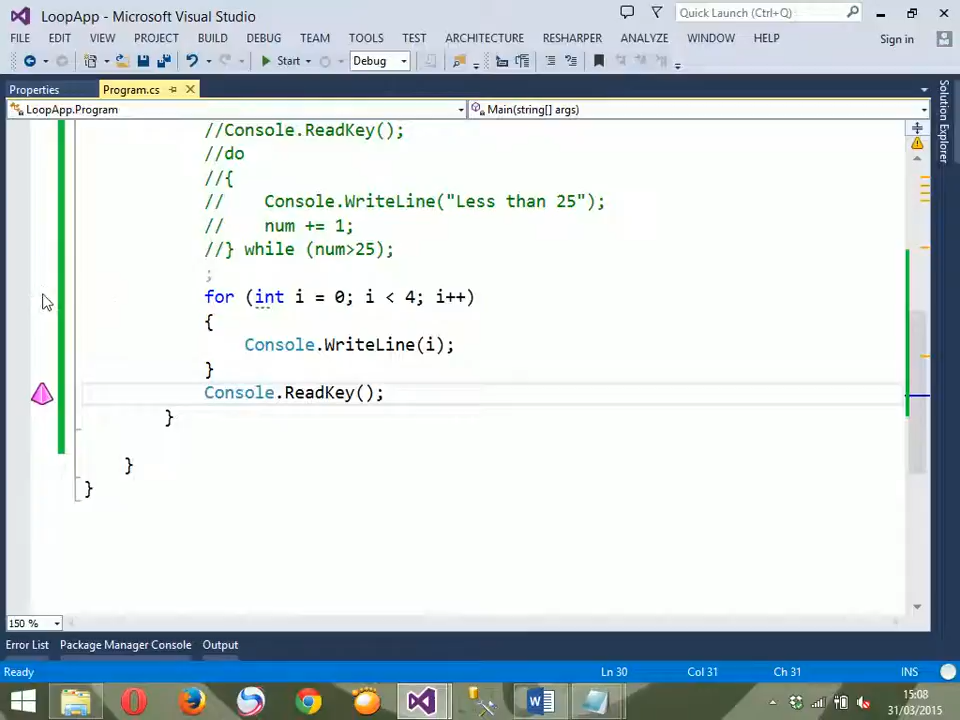 LoopApp - Microsoft Visual Studio
Quick Launch (Ctrl+Q)
FILE EDIT VIEW PROJECT BUILD DEBUG TEAM TOOLS TEST ARCHITECTURE RESHARPER ANALYZE WINDOW HELP Sign in
Start Debug
Properties Program.cs
LoopApp.Program Main(string[] args)
Solution Explorer
//Console.ReadKey();
//do
//{
// Console.WriteLine("Less than 25");
// num += 1;
//} while (num>25);
;
for (int i = 0; i < 4; i++)
{
Console.WriteLine(i);
}
Console.ReadKey();
}
}
}
150 %
Error List Package Manager Console Output
Ready Ln 30 Col 31 Ch 31 INS
15:08
31/03/2015